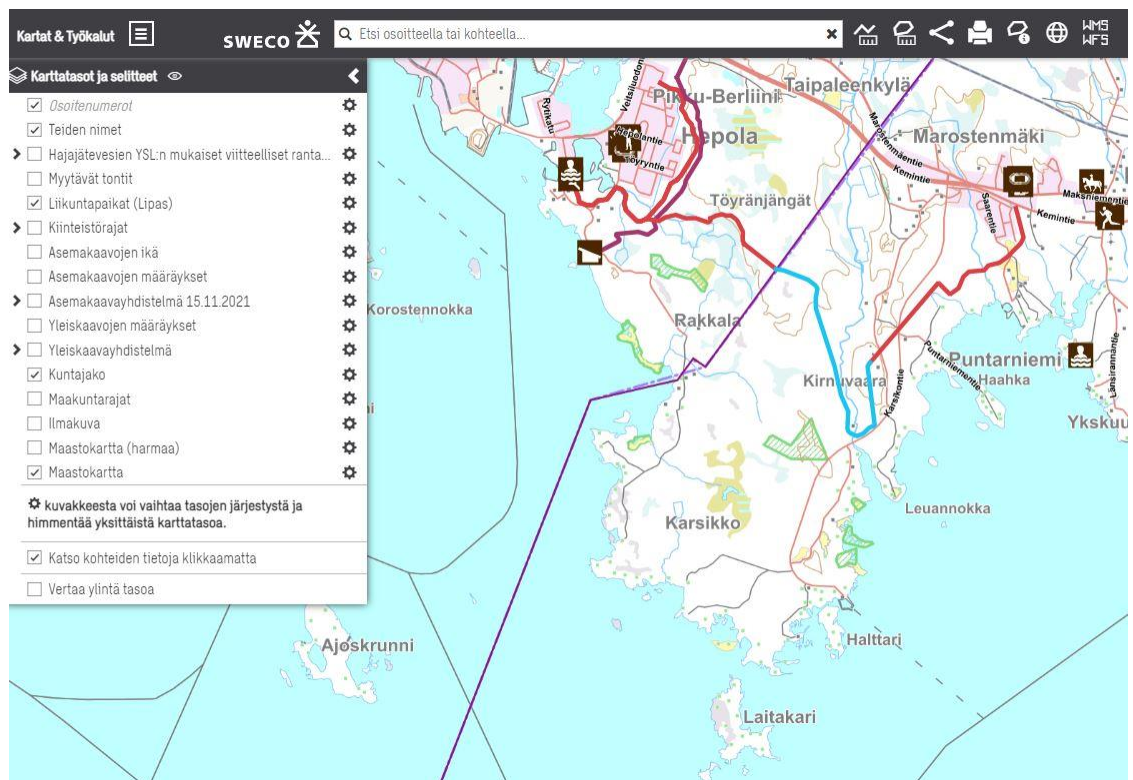 Kartat & Työkalut
SWECO
Etsi osoitteella tai kohteella...
WMS
WFS
Karttatasot ja selitteet
Osoitenumerot
Teiden nimet
Hajajätevesien YSL:n mukaiset viitteelliset ranta...
Myytävät tontit
Liikuntapaikat (Lipas)
Kiinteistörajat
Asemakaavojen ikä
Asemakaavojen määräykset
Asemakaavayhdistelmä 15.11.2021
Yleiskaavojen määräykset
Yleiskaavayhdistelmä
Kuntajako
Maakuntarajat
Ilmakuva
Maastokartta (harmaa)
Maastokartta
kuvakkeesta voi vaihtaa tasojen järjestystä ja
himmentää yksittäistä karttatasoa.
Katso kohteiden tietoja klikkaamatta
Vertaa ylintä tasoa
Rytikatu
Veitsiluodon
Pikku-Berliini
Taipaleenkylä
Hepolantie
Hepola
Töyryntie
Marostenmäentie
Marostenmäki
Kemintie
Maksniementie
Töyränjängät
Saarentie
Kemintie
Korostennokka
Rakkala
Kirnuvaara
Karsikontie
Puntarniementie
Puntarniemi
Haahka
Länsirannantie
Ykskuu
Leuannokka
Karsikko
Halttari
Ajoskrunni
Laitakari